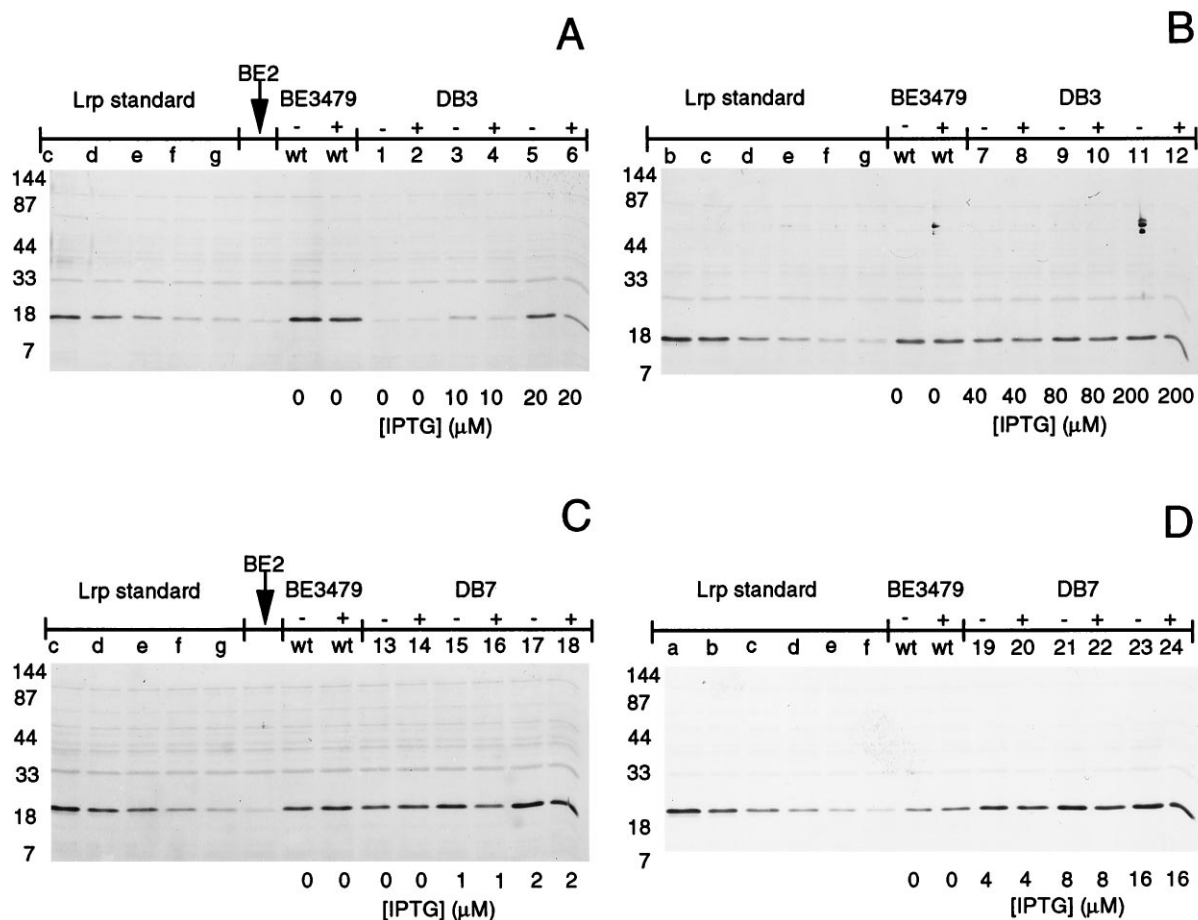 A
BE2
Lrp standard BE3479 DB3
- + - + - + - +
c d e f g wt wt 1 2 3 4 5 6
144
87
44
33
18
7
0 0 0 0 10 10 20 20
[IPTG] (μM)
B
Lrp standard BE3479 DB3
- + - + - + - +
b c d e f g wt wt 7 8 9 10 11 12
144
87
44
33
18
7
0 0 40 40 80 80 200 200
[IPTG] (μM)
C
BE2
Lrp standard BE3479 DB7
- + - + - + - +
c d e f g wt wt 13 14 15 16 17 18
144
87
44
33
18
7
0 0 0 0 1 1 2 2
[IPTG] (μM)
D
Lrp standard BE3479 DB7
- + - + - + - +
a b c d e f wt wt 19 20 21 22 23 24
144
87
44
33
18
7
0 0 4 4 8 8 16 16
[IPTG] (μM)